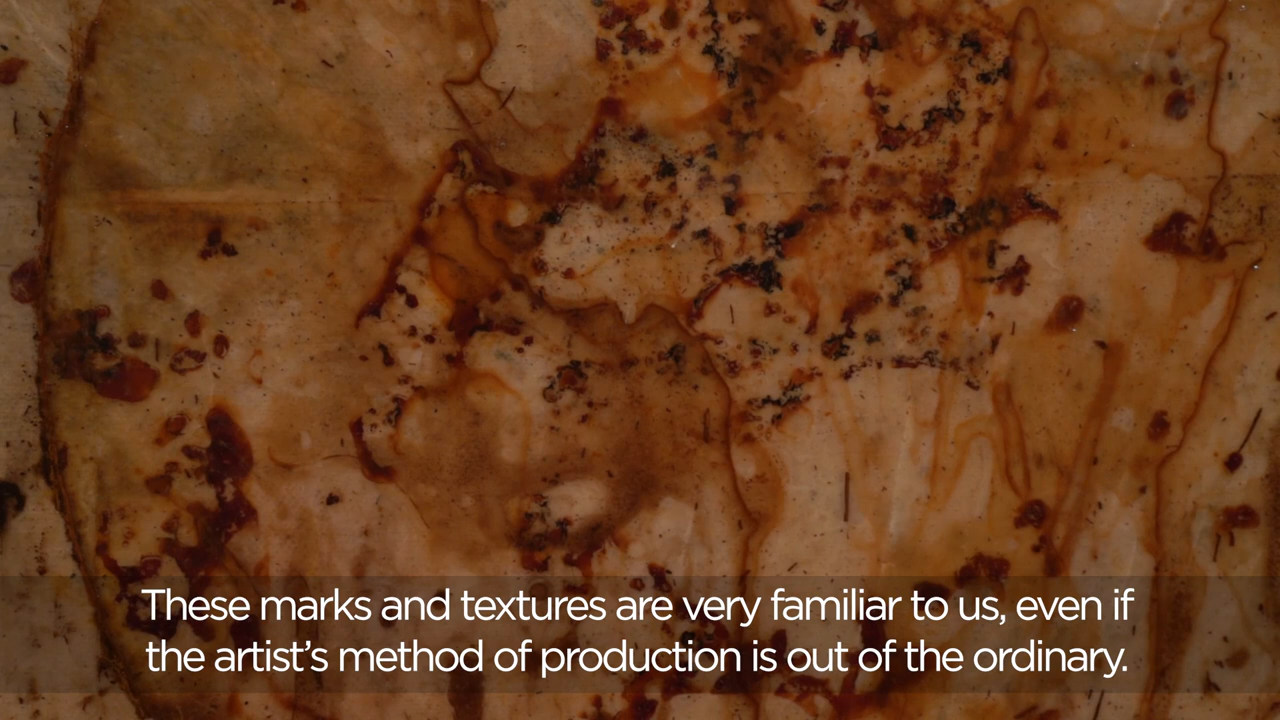 These marks and textures are very familiar to us, even if
the artist’s method of production is out of the ordinary.